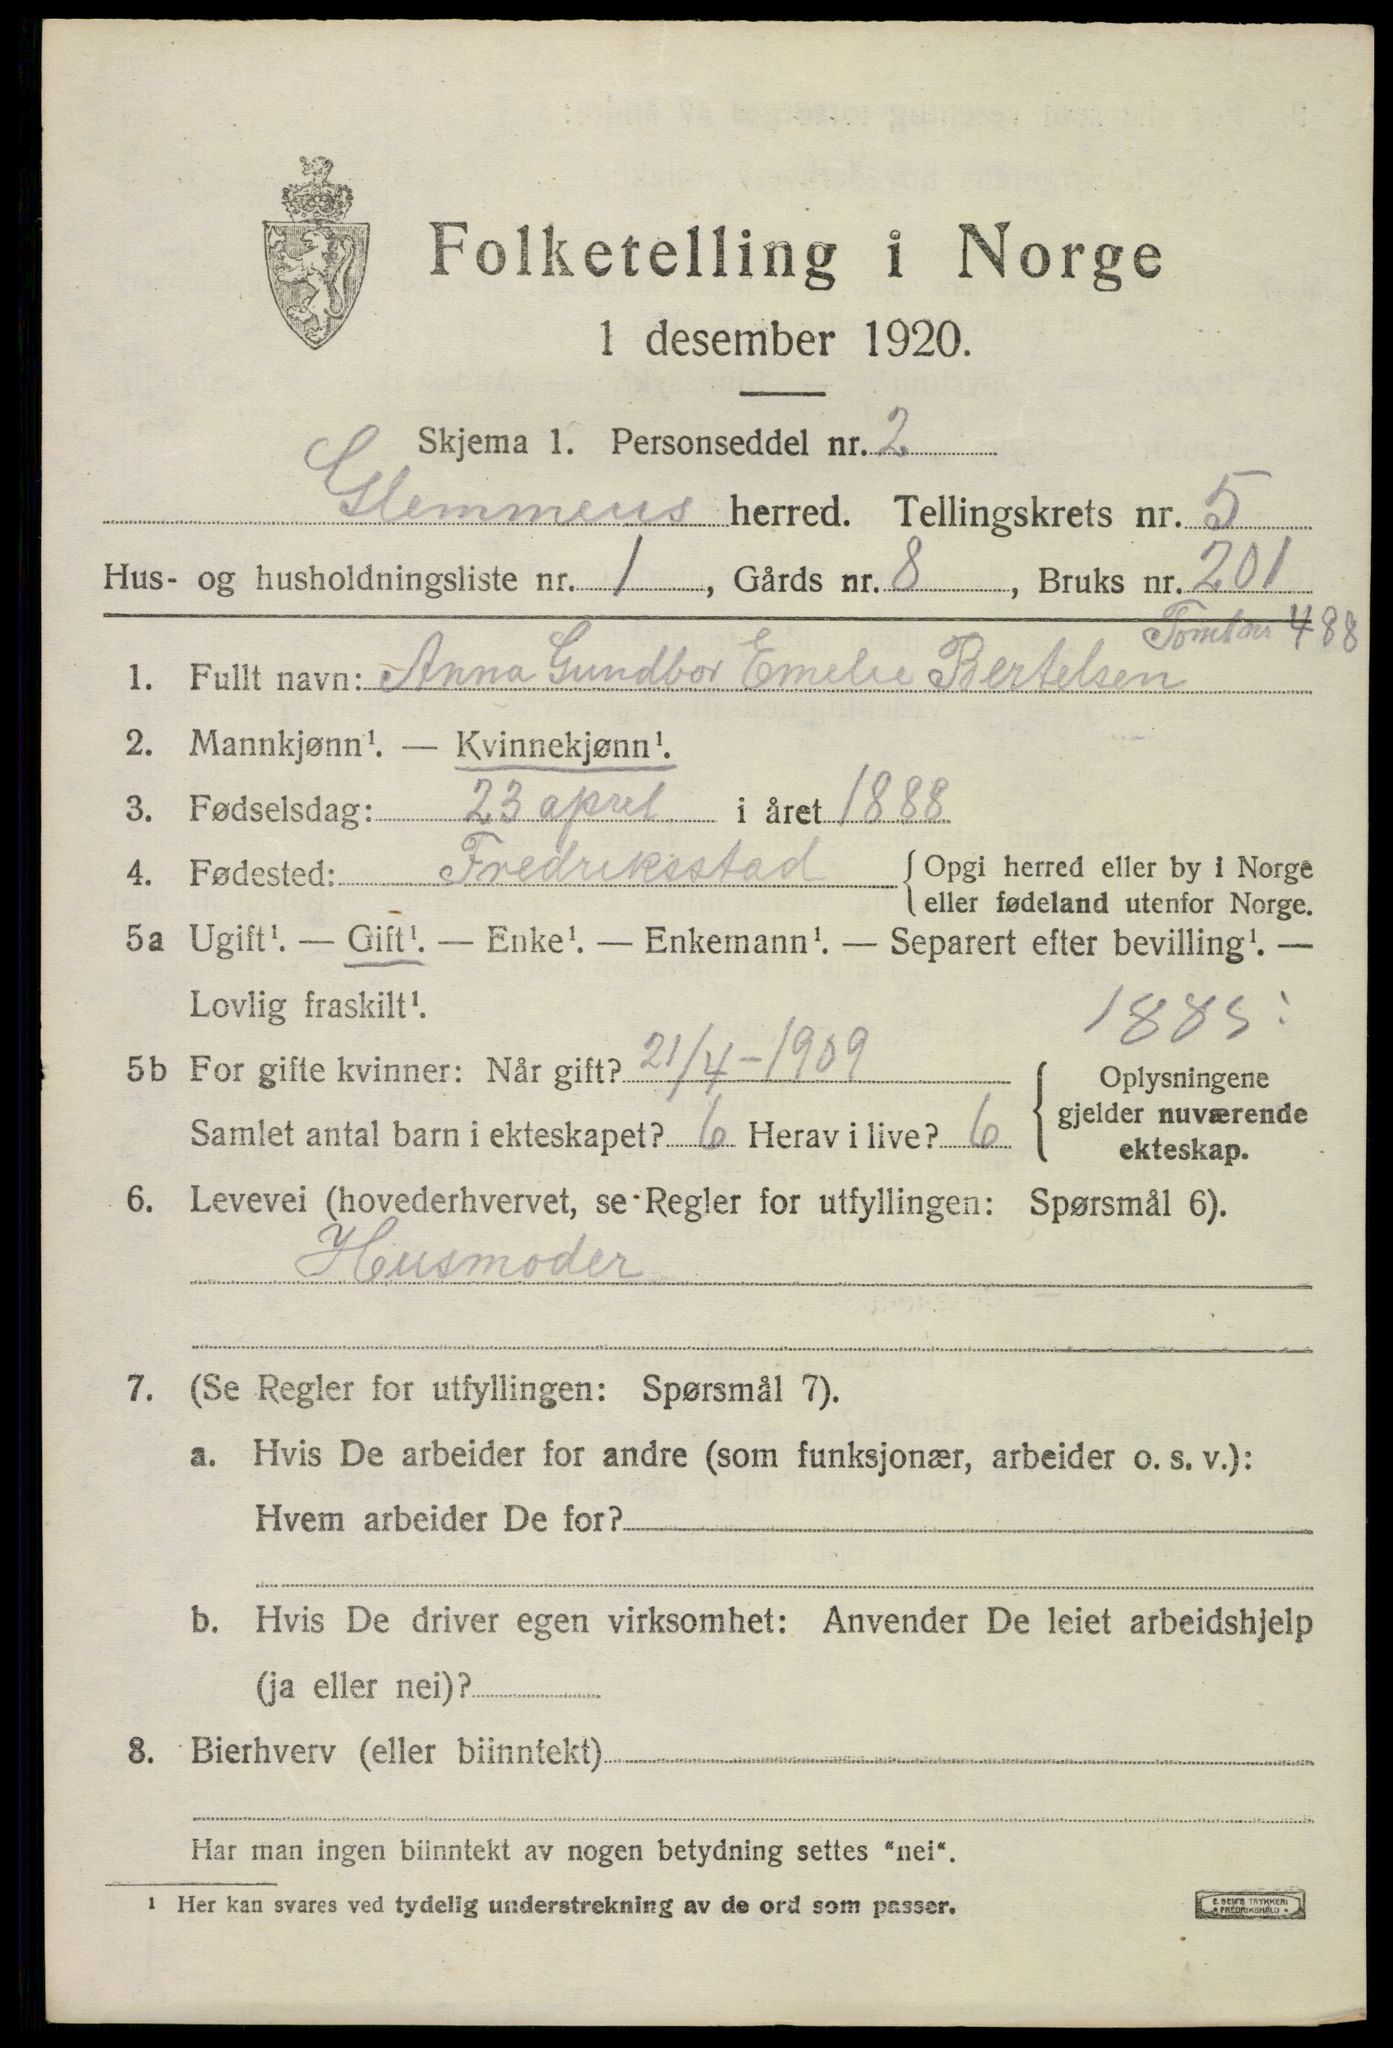 Folketelling i Norge
1 desember 1920.
Skjema 1. Personseddel nr. 2
Glemmens herred. Tellingskrets nr. 5
Hus- og husholdningsliste nr. 1, Gårds nr. 8, Bruks nr. 201
Tomt nr 488
1. Fullt navn: Anna Gundbor Emelie Bertelsen
2. Mannkjønn¹. — Kvinnekjønn¹.
3. Fødselsdag: 23 april i året 1888
4. Fødested: Fredriksstad { Opgi herred eller by i Norge
eller fødeland utenfor Norge.
5a Ugift¹. — Gift¹. — Enke¹. — Enkemann¹. — Separert efter bevilling¹. —
Lovlig fraskilt¹.
5b For gifte kvinner: Når gift? 21/4-1909
Samlet antal barn i ekteskapet? 6 Herav i live? 6
{ Oplysningene
gjelder nuværende
ekteskap.
6. Levevei (hovederhvervet, se Regler for utfyllingen: Spørsmål 6).
Husmoder
7. (Se Regler for utfyllingen: Spørsmål 7).
a. Hvis De arbeider for andre (som funksjonær, arbeider o. s. v.):
Hvem arbeider De for?
b. Hvis De driver egen virksomhet: Anvender De leiet arbeidshjelp
(ja eller nei)?
8. Bierhverv (eller biinntekt)
Har man ingen biinntekt av nogen betydning settes "nei".
¹ Her kan svares ved tydelig understrekning av de ord som passer.
E. SEM'S TRYKKERI
FREDRIKSHALD